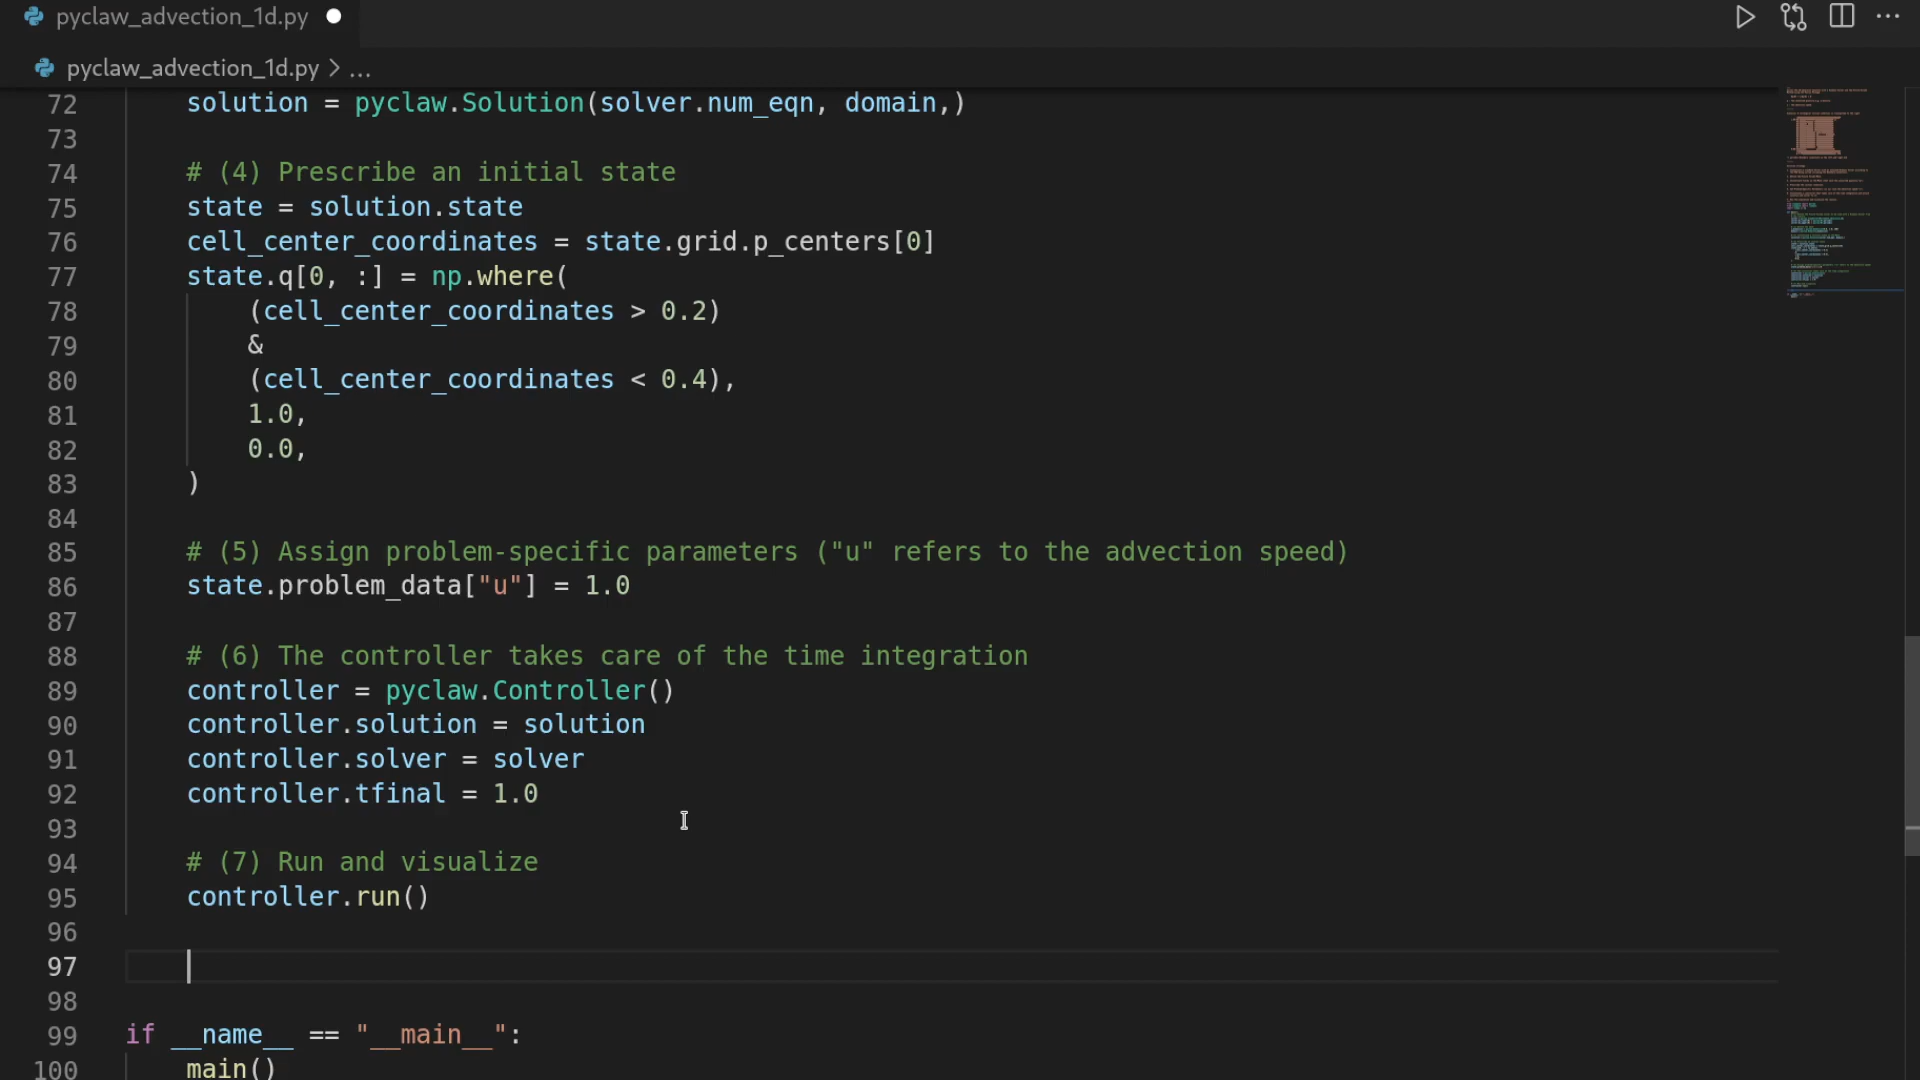 pyclaw_advection_1d.py
pyclaw_advection_1d.py > ...
72 solution = pyclaw.Solution(solver.num_eqn, domain,)
73
74 # (4) Prescribe an initial state
75 state = solution.state
76 cell_center_coordinates = state.grid.p_centers[0]
77 state.q[0, :] = np.where(
78 (cell_center_coordinates > 0.2)
79 &
80 (cell_center_coordinates < 0.4),
81 1.0,
82 0.0,
83 )
84
85 # (5) Assign problem-specific parameters ("u" refers to the advection speed)
86 state.problem_data["u"] = 1.0
87
88 # (6) The controller takes care of the time integration
89 controller = pyclaw.Controller()
90 controller.solution = solution
91 controller.solver = solver
92 controller.tfinal = 1.0
93
94 # (7) Run and visualize
95 controller.run()
96
97
98
99 if __name__ == "__main__":
100 main()